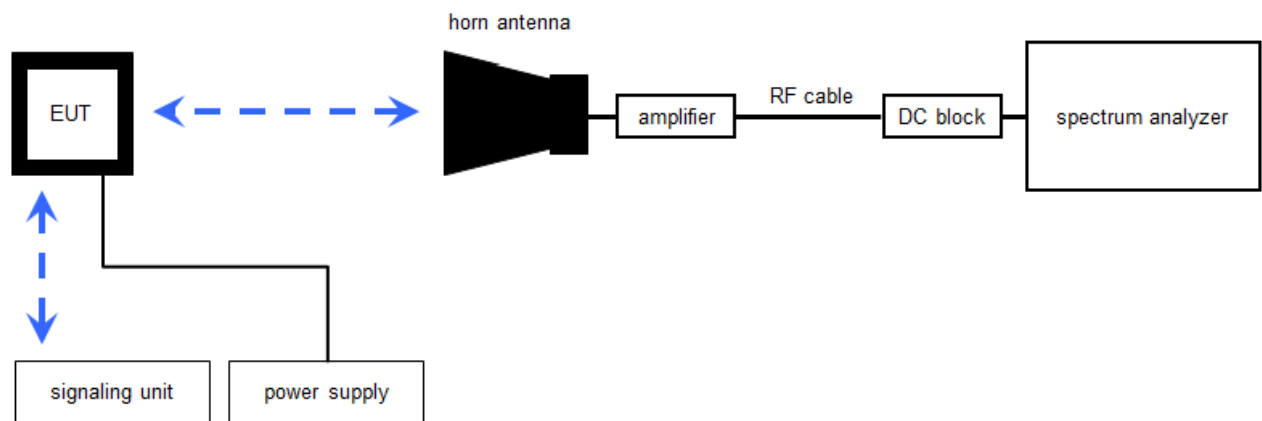 horn antenna
EUT
amplifier
RF cable
DC block
spectrum analyzer
signaling unit
power supply